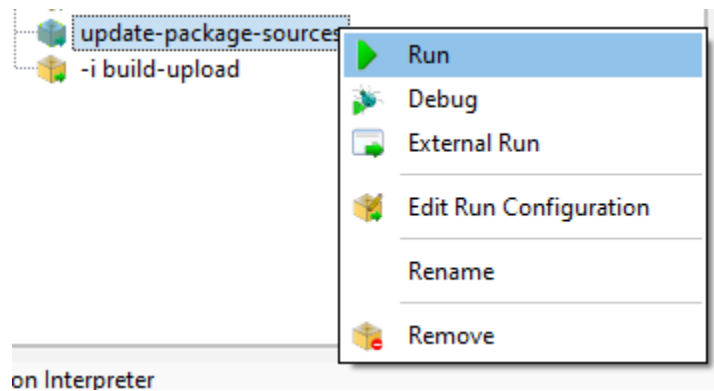 update-package-sources
-i build-upload
Run
Debug
External Run
Edit Run Configuration
Rename
Remove
on Interpreter